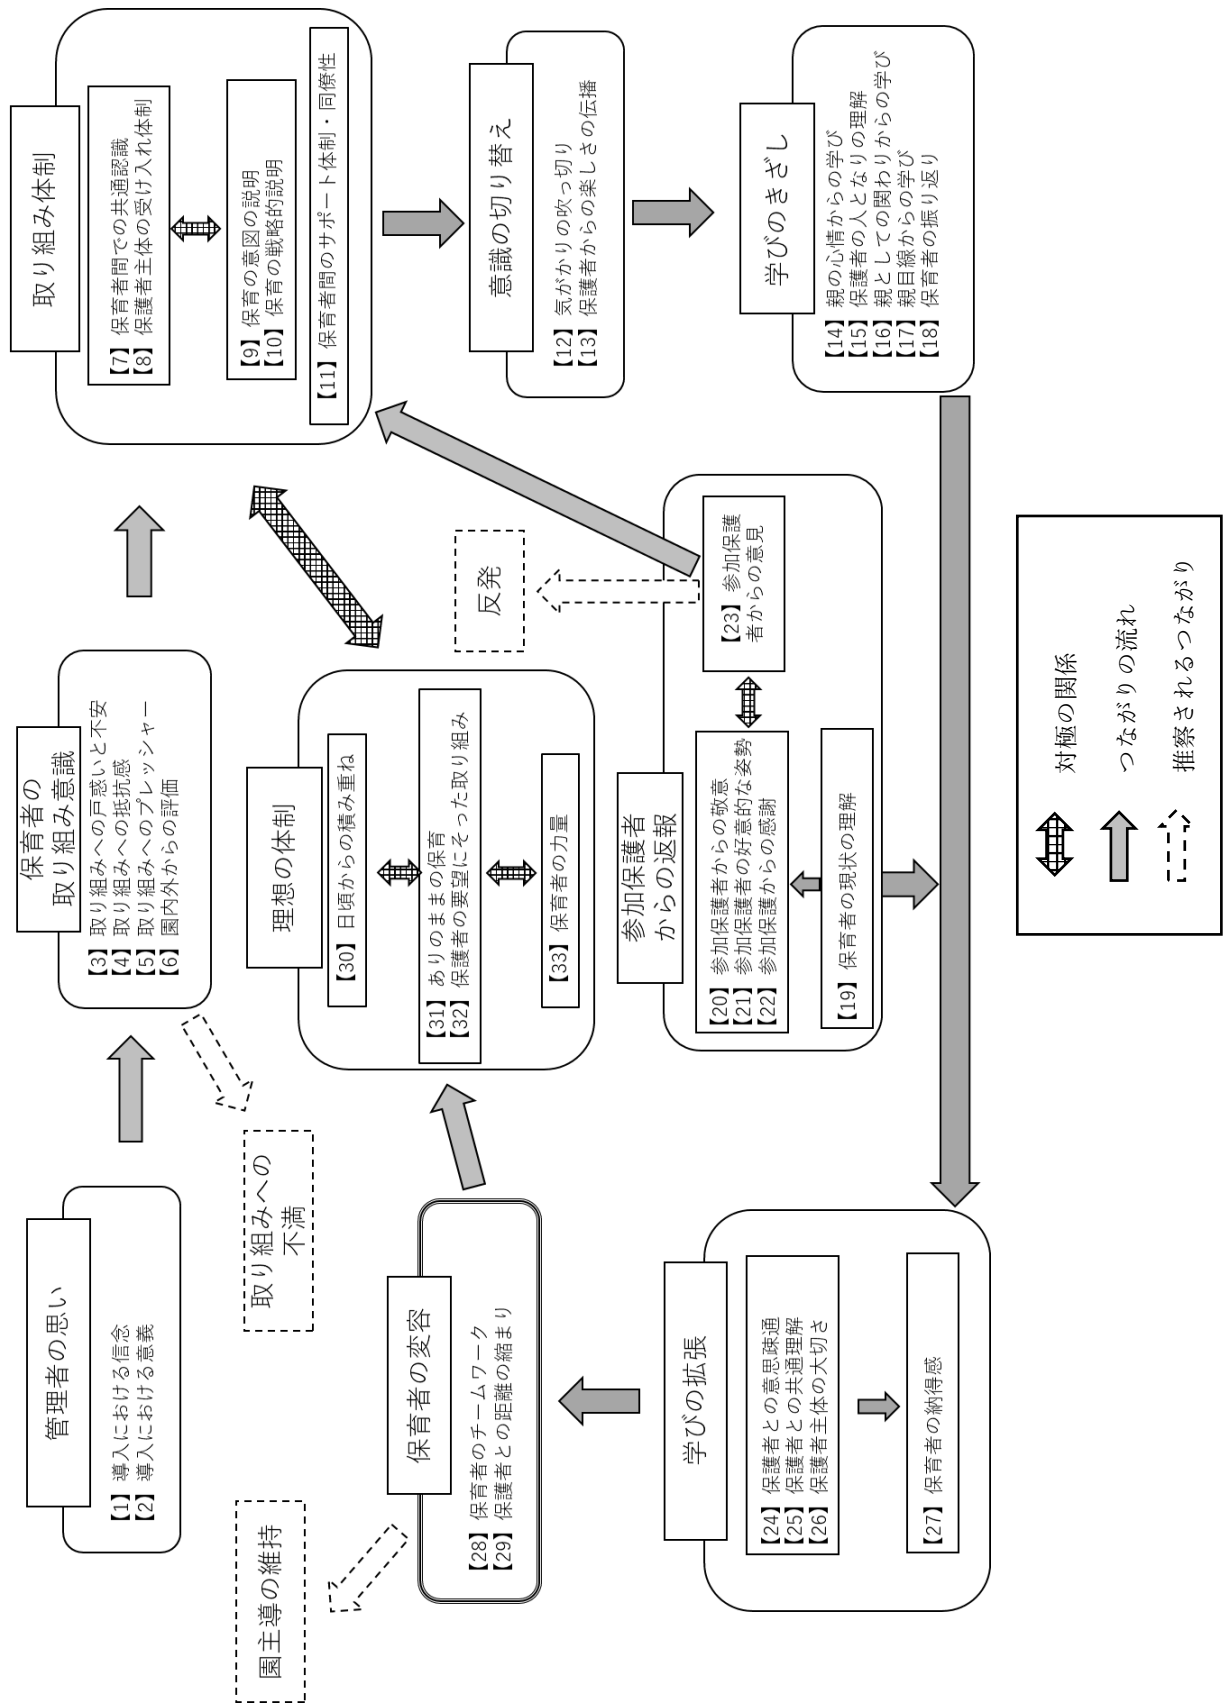 管理者の思い
【1】導入における信念
【2】導入における意義
保育者の
取り組み意識
【3】取り組みへの戸惑いと不安
【4】取り組みへの抵抗感
【5】取り組みへのプレッシャー
【6】園内外からの評価
取り組み体制
【7】保育者間での共通認識
【8】保護者主体の受け入れ体制
【9】保育の意図の説明
【10】保育の戦略的説明
【11】保育者間のサポート体制・同僚性
取り組みへの
不満
園主導の維持
理想の体制
【30】日頃からの積み重ね
【31】ありのままの保育
【32】保護者の要望にそった取り組み
【33】保育者の力量
反発
意識の切り替え
【12】気がかりの吹っ切り
【13】保護者からの楽しさの伝播
保育者の変容
【28】保育者のチームワーク
【29】保護者との距離の縮まり
参加保護者
からの返報
【20】参加保護者からの敬意
【21】参加保護者の好意的な姿勢
【22】参加保護からの感謝
【23】参加保護
者からの意見
【19】保育者の現状の理解
学びのきざし
【14】親の心情からの学び
【15】保護者の人となりの理解
【16】親としての関わりからの学び
【17】親目線からの学び
【18】保育者の振り返り
学びの拡張
【24】保護者との意思疎通
【25】保護者との共通理解
【26】保護者主体の大切さ
【27】保育者の納得感
対極の関係
つながりの流れ
推察されるつながり